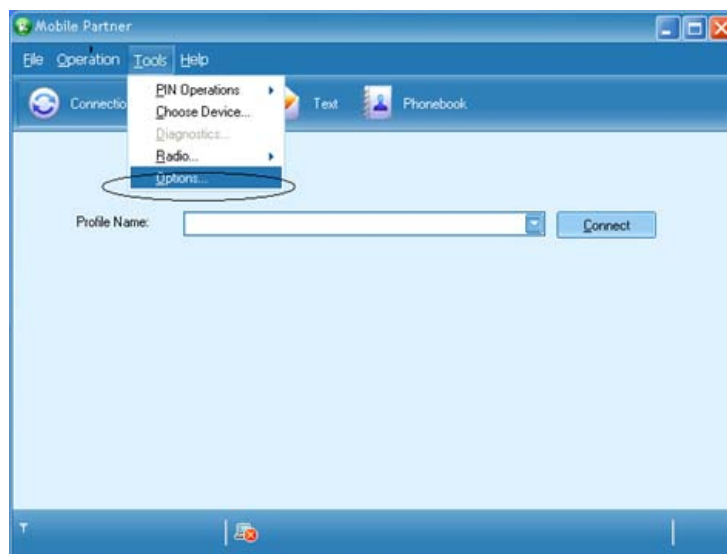 Mobile Partner
File Operation Tools Help
Connectio
Text
Phonebook
PIN Operations
Choose Device...
Diagnostics...
Radio...
Options...
Profile Name:
Connect